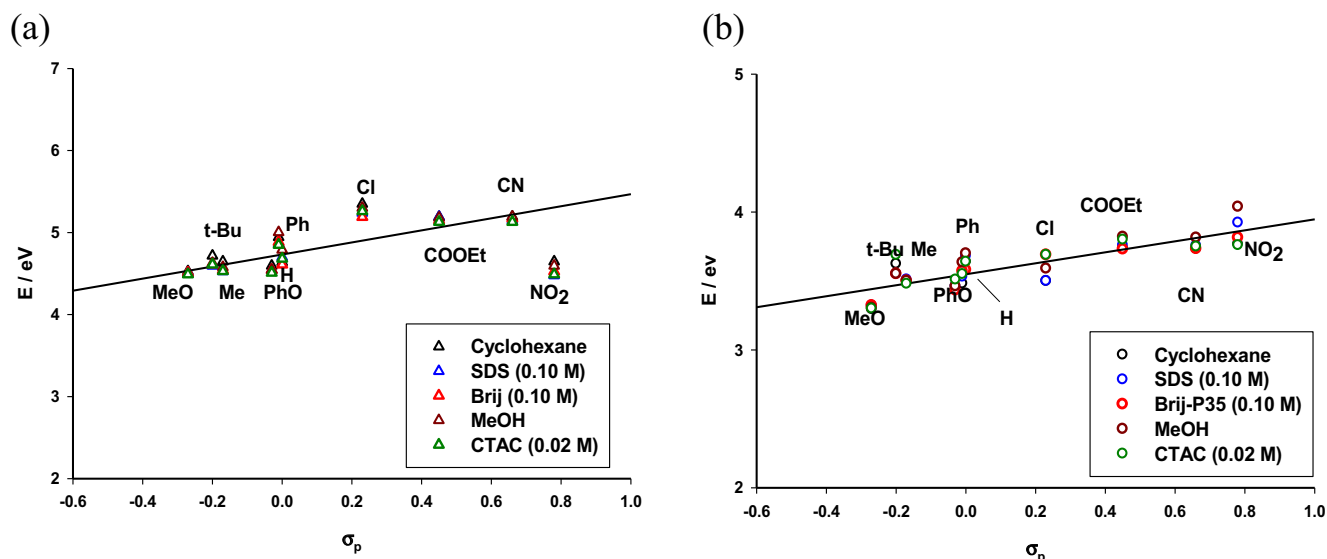 (a)
7
6
5
4
3
2
E / eV
-0.6 -0.4 -0.2 0.0 0.2 0.4 0.6 0.8 1.0
σp
MeO
t-Bu
Me
Ph
H
PhO
Cl
COOEt
CN
NO2
Cyclohexane
SDS (0.10 M)
Brij (0.10 M)
MeOH
CTAC (0.02 M)
(b)
5
4
3
2
E / eV
-0.6 -0.4 -0.2 0.0 0.2 0.4 0.6 0.8 1.0
σp
MeO
t-Bu Me
Ph
PhO
H
Cl
COOEt
CN
NO2
Cyclohexane
SDS (0.10 M)
Brij-P35 (0.10 M)
MeOH
CTAC (0.02 M)